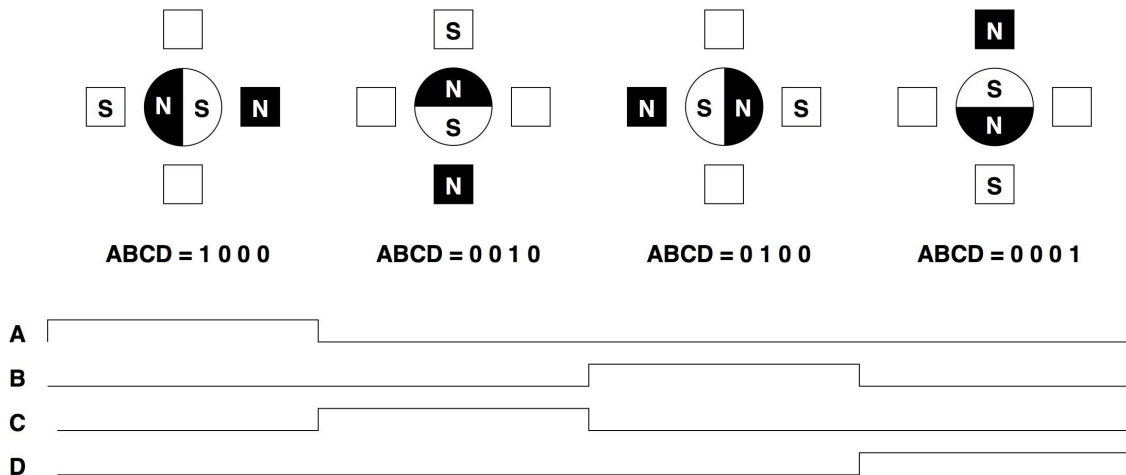 S N
S N S N N S N S S N
N S
ABCD = 1 0 0 0 ABCD = 0 0 1 0 ABCD = 0 1 0 0 ABCD = 0 0 0 1
A
B
C
D